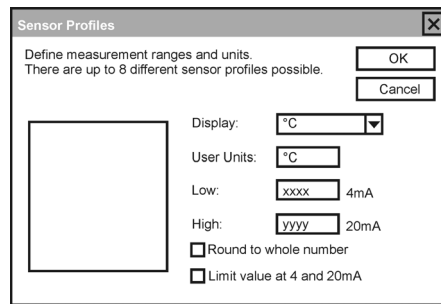 Sensor Profiles
Define measurement ranges and units.
There are up to 8 different sensor profiles possible.
OK
Cancel
Display: °C
User Units: °C
Low: xxxx 4mA
High: yyyy 20mA
Round to whole number
Limit value at 4 and 20mA